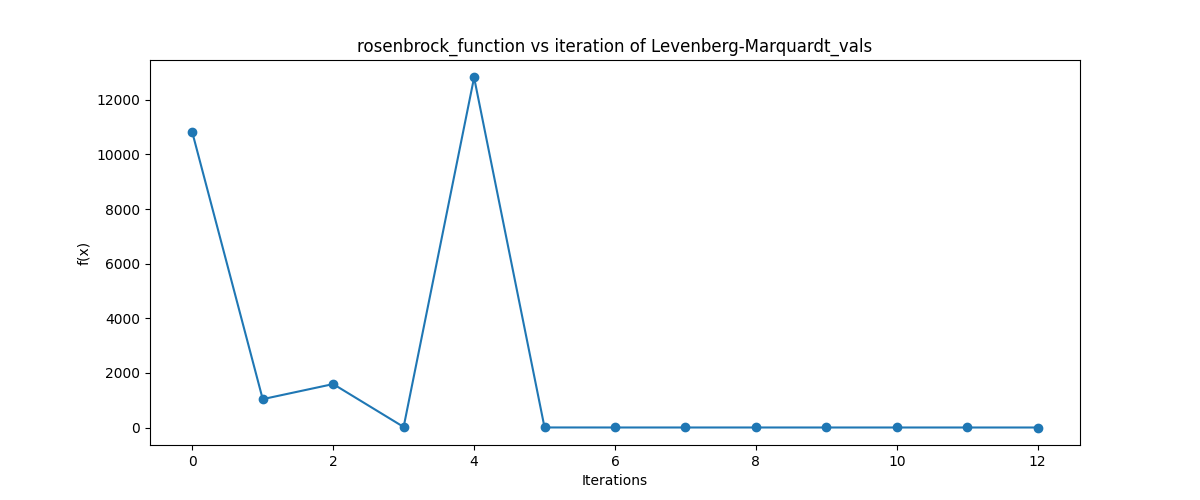 rosenbrock_function vs iteration of Levenberg-Marquardt_vals
12000
10000
8000
6000
4000
2000
0
f(x)
0 2 4 6 8 10 12
Iterations